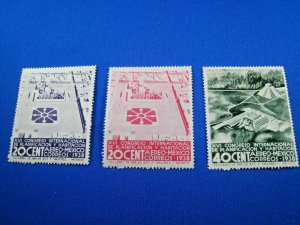 XVI CONGRESO INTERNACIONAL
DE PLANIFICACION Y HABITACION
20 CENT AEREO-MEXICO
CORREOS 1938
XVI CONGRESO INTERNACIONAL
DE PLANIFICACION Y HABITACION
20 CENT AEREO-MEXICO
CORREOS 1938
XVI CONGRESO INTERNACIONAL
DE PLANIFICACION Y HABITACION
40 CENT AEREO-MEXICO
CORREOS 1938